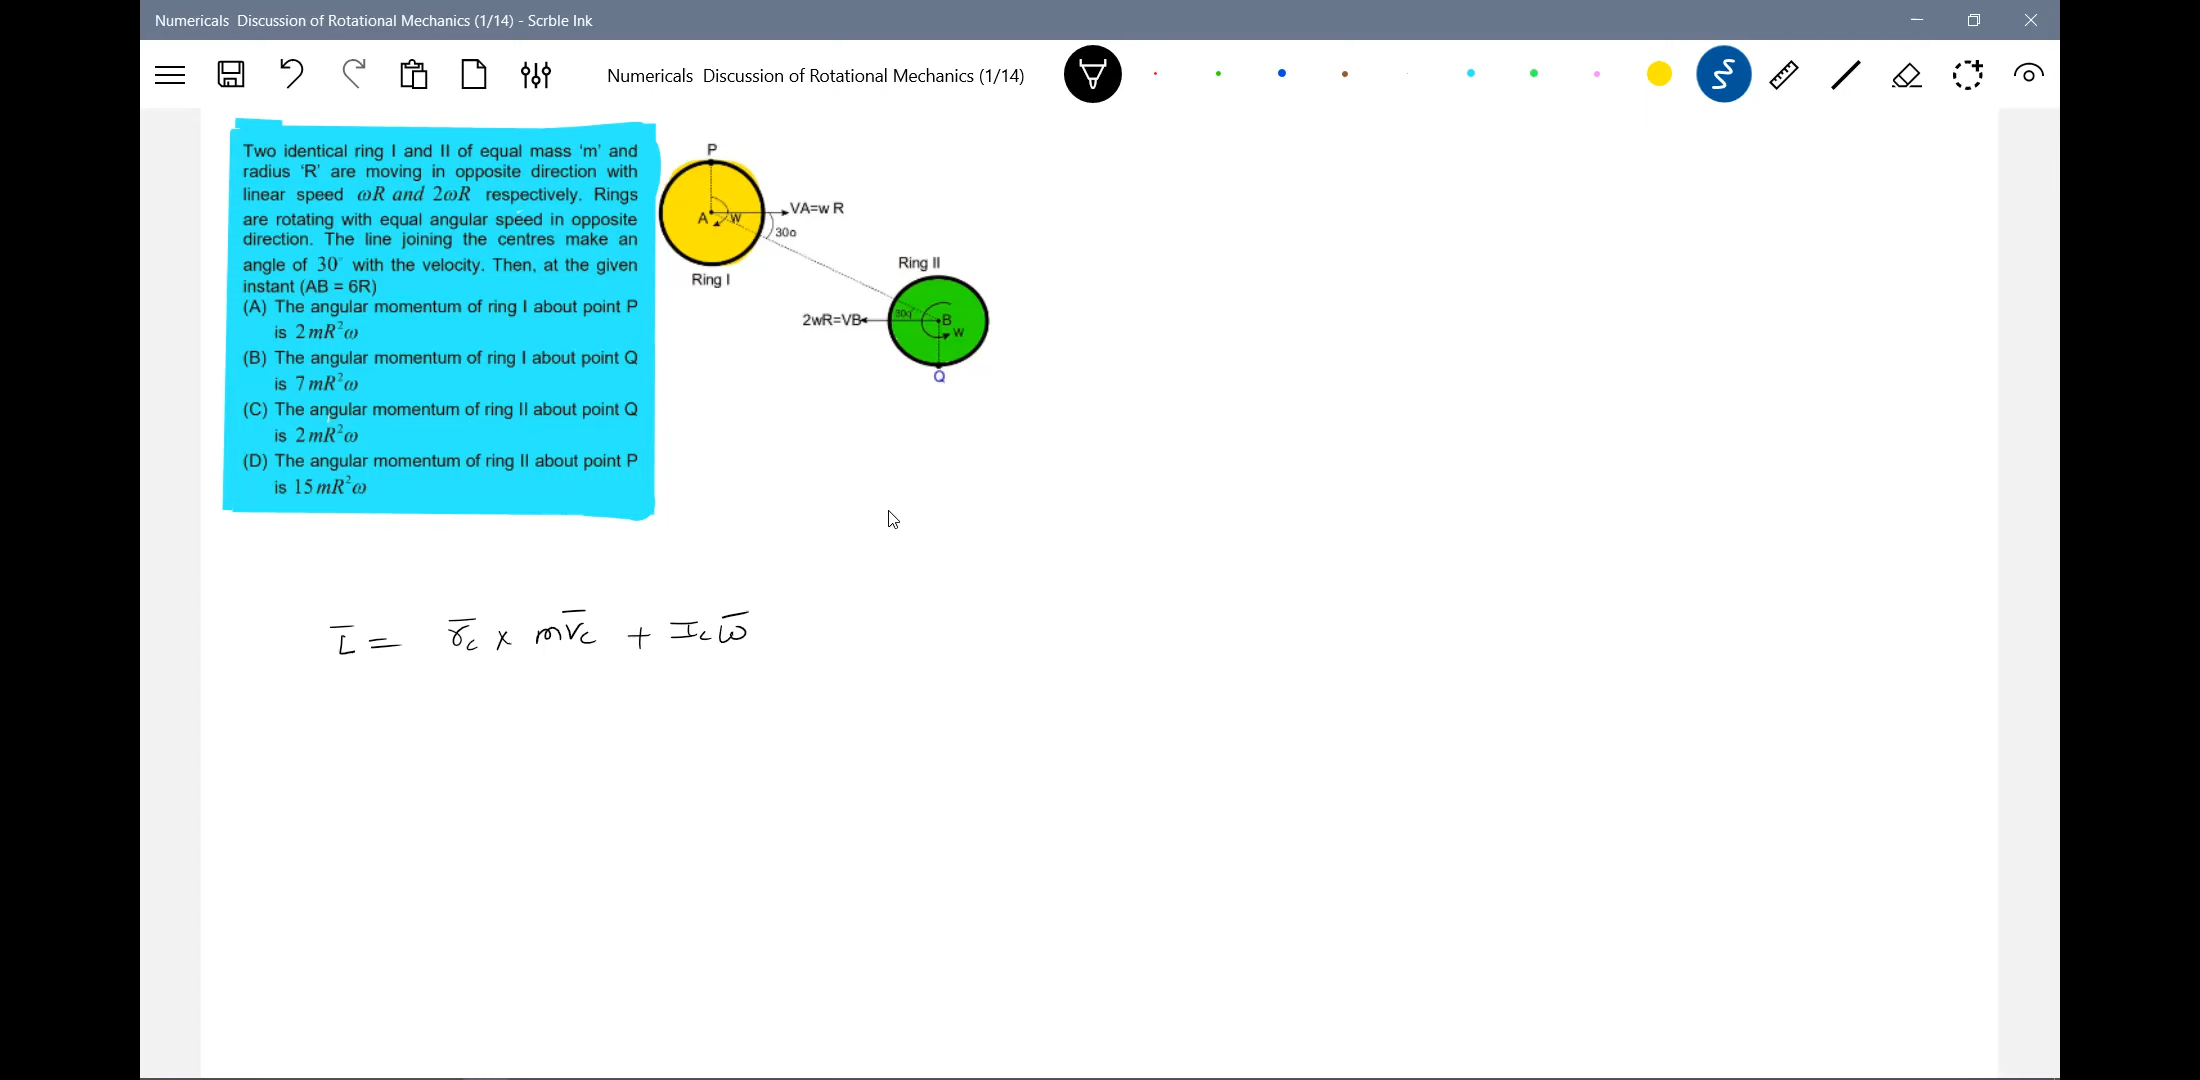 Numericals  Discussion of Rotational Mechanics (1/14) - Scrble Ink
Numericals  Discussion of Rotational Mechanics (1/14)
Two identical ring I and II of equal mass ‘m’ and
radius ‘R’ are moving in opposite direction with
linear speed ωR and 2ωR respectively. Rings
are rotating with equal angular speed in opposite
direction. The line joining the centres make an
angle of 30° with the velocity. Then, at the given
instant (AB = 6R)
(A) The angular momentum of ring I about point P
is 2mR²ω
(B) The angular momentum of ring I about point Q
is 7mR²ω
(C) The angular momentum of ring II about point Q
is 2mR²ω
(D) The angular momentum of ring II about point P
is 15mR²ω
P
A w
VA=w R
30o
Ring I
Ring II
2wR=VB
30o
B
w
Q
L̅ = r̅c × mv̅c + Ic ω̅